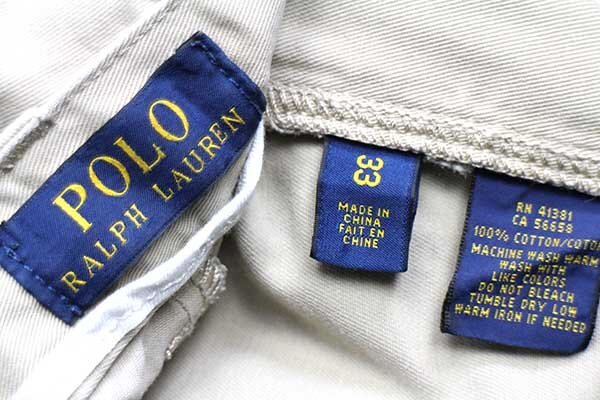 POLO
RALPH LAUREN
33
MADE IN
CHINA
FAIT EN
CHINE
RN 41381
CA 56658
100% COTTON/COTO
MACHINE WASH WARM
WASH WITH
LIKE COLORS
DO NOT BLEACH
TUMBLE DRY LOW
WARM IRON IF NEEDED